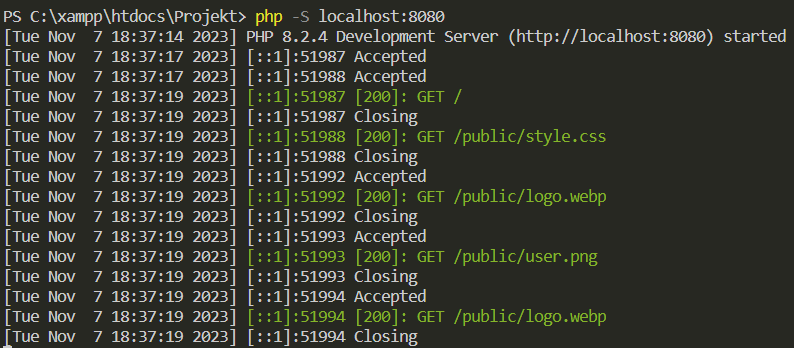 PS C:\xampp\htdocs\Projekt> php -S localhost:8080
[Tue Nov  7 18:37:14 2023] PHP 8.2.4 Development Server (http://localhost:8080) started
[Tue Nov  7 18:37:17 2023] [::1]:51987 Accepted
[Tue Nov  7 18:37:17 2023] [::1]:51988 Accepted
[Tue Nov  7 18:37:19 2023] [::1]:51987 [200]: GET /
[Tue Nov  7 18:37:19 2023] [::1]:51987 Closing
[Tue Nov  7 18:37:19 2023] [::1]:51988 [200]: GET /public/style.css
[Tue Nov  7 18:37:19 2023] [::1]:51988 Closing
[Tue Nov  7 18:37:19 2023] [::1]:51992 Accepted
[Tue Nov  7 18:37:19 2023] [::1]:51992 [200]: GET /public/logo.webp
[Tue Nov  7 18:37:19 2023] [::1]:51992 Closing
[Tue Nov  7 18:37:19 2023] [::1]:51993 Accepted
[Tue Nov  7 18:37:19 2023] [::1]:51993 [200]: GET /public/user.png
[Tue Nov  7 18:37:19 2023] [::1]:51993 Closing
[Tue Nov  7 18:37:19 2023] [::1]:51994 Accepted
[Tue Nov  7 18:37:19 2023] [::1]:51994 [200]: GET /public/logo.webp
[Tue Nov  7 18:37:19 2023] [::1]:51994 Closing